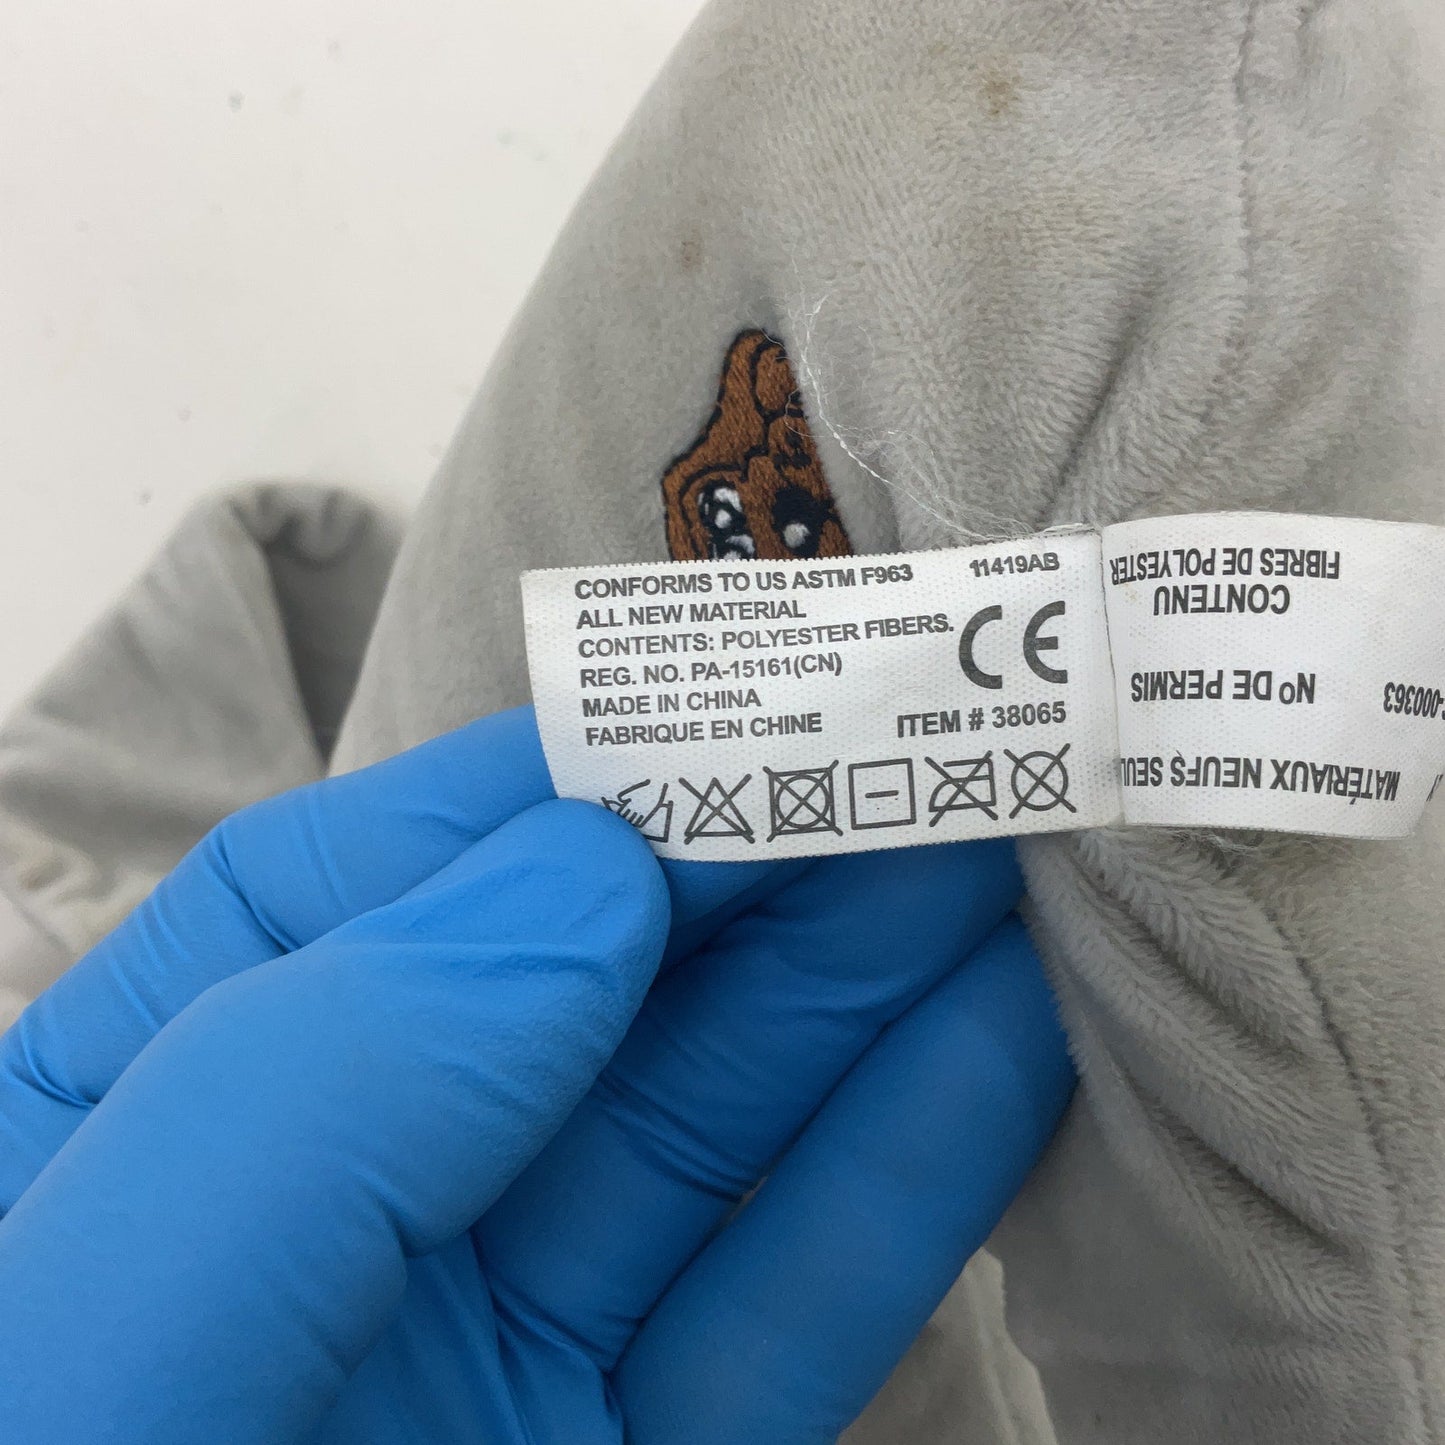 CONFORMS TO US ASTM F963 11419AB
ALL NEW MATERIAL
CONTENTS: POLYESTER FIBERS.
REG. NO. PA-15161(CN)
MADE IN CHINA
FABRIQUE EN CHINE
ITEM # 38065
CE
MATÉRIAUX NEUFS
Nº DE PERMIS
-000363
CONTENU
FIBRES DE POLYESTER